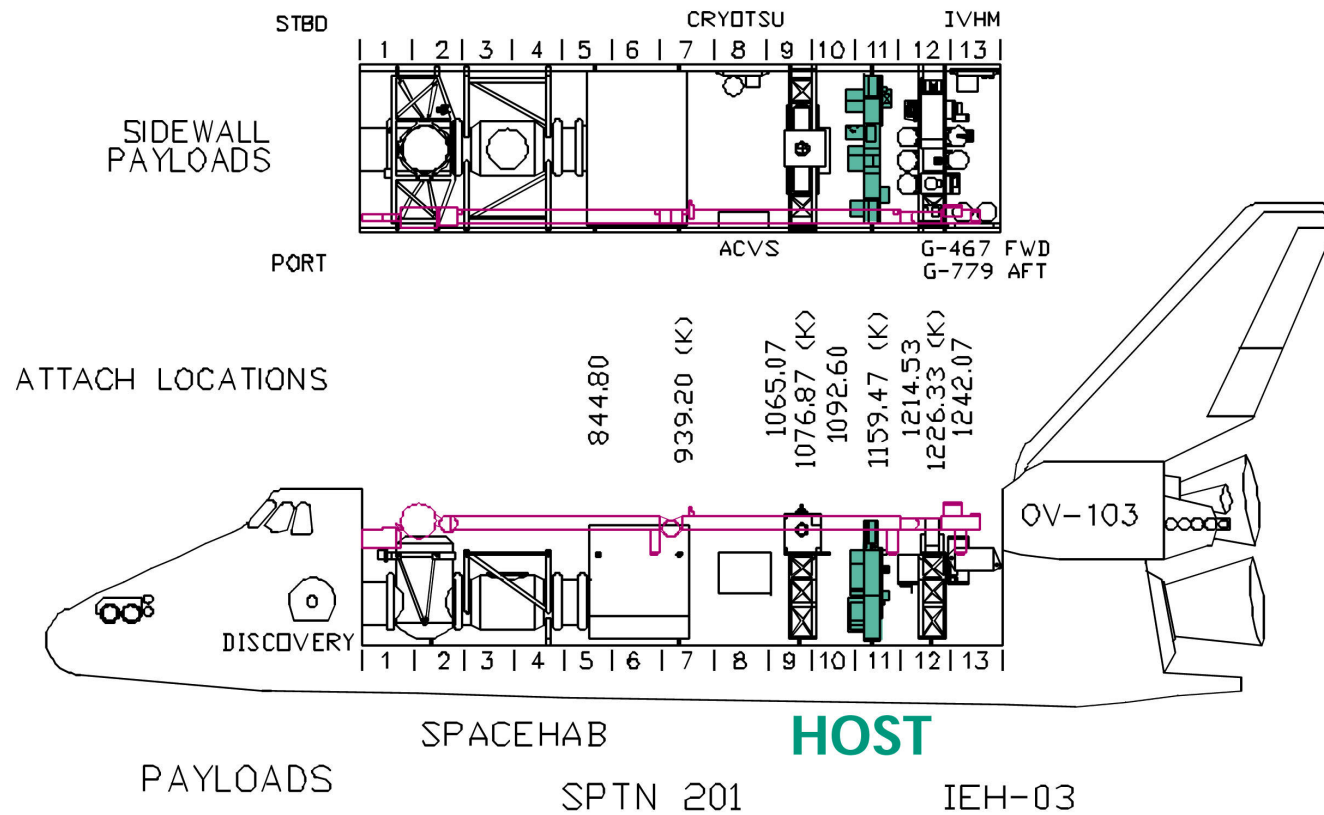 STBD
CRYOTSU
IVHM
1 2 3 4 5 6 7 8 9 10 11 12 13
SIDEWALL
PAYLOADS
PORT
ACVS
G-467 FWD
G-779 AFT
ATTACH LOCATIONS
844.80
939.20 (K)
1065.07
1076.87 (K)
1092.60
1159.47 (K)
1214.53
1226.33 (K)
1242.07
OV-103
DISCOVERY
1 2 3 4 5 6 7 8 9 10 11 12 13
SPACEHAB
HOST
PAYLOADS
SPTN 201
IEH-03